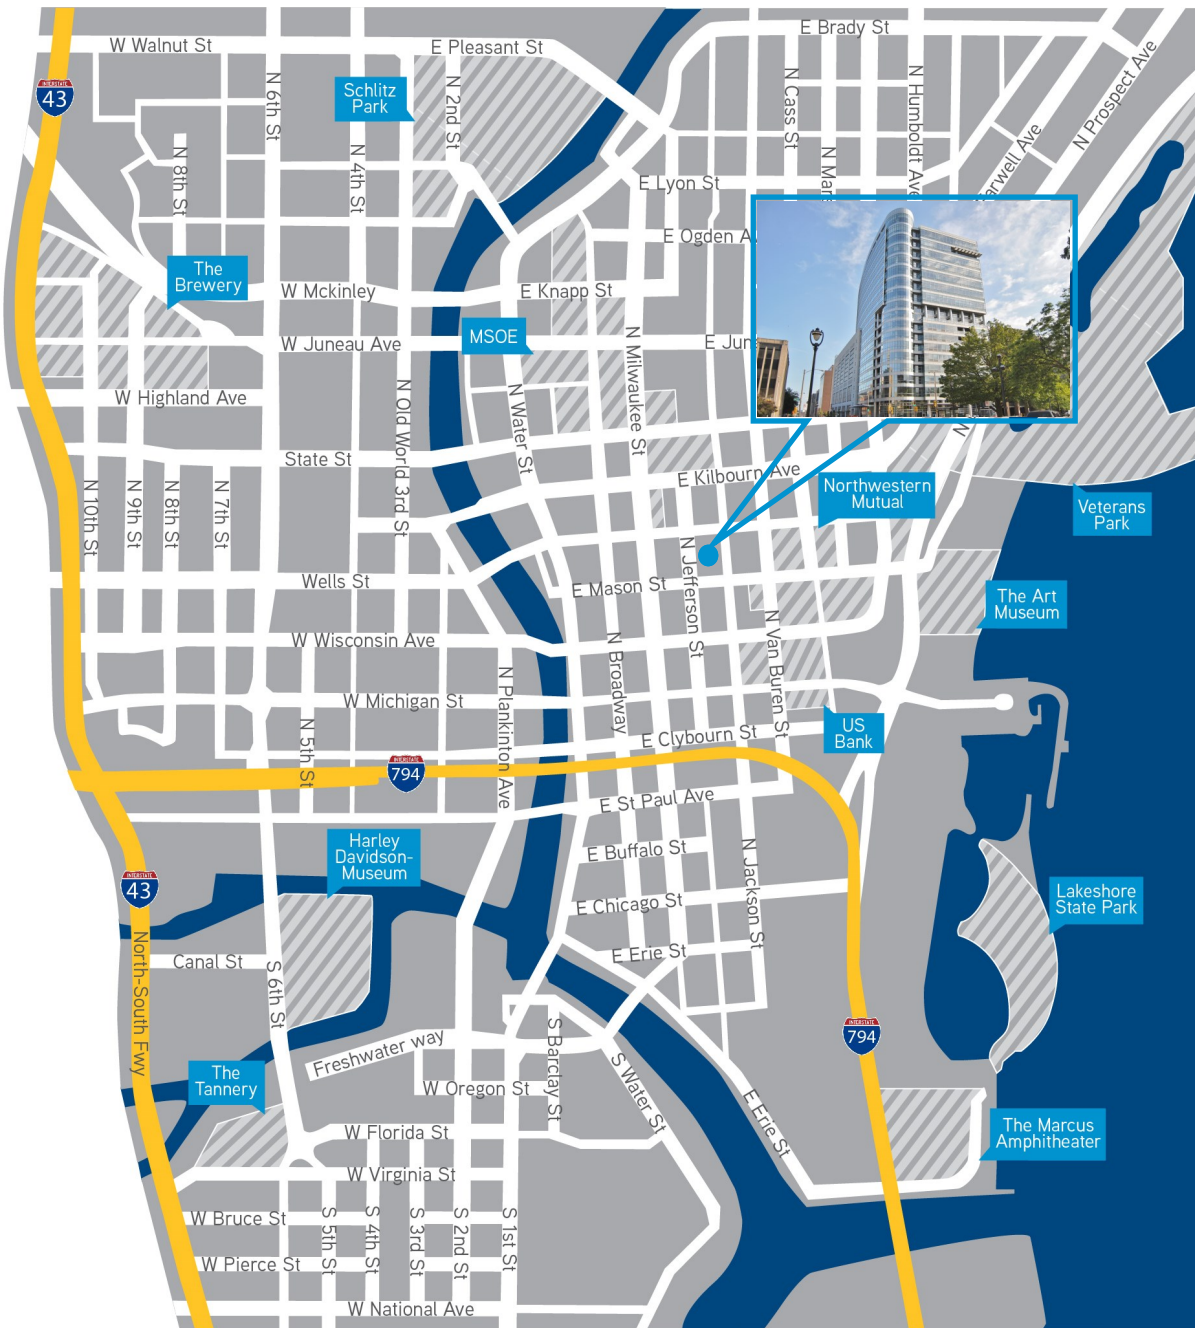 W Walnut St
E Pleasant St
E Brady St
INTERSTATE
43
N 6th St
Schlitz
Park
N 4th St
N 2nd St
N Cass St
N Humboldt Ave
N Prospect Ave
N 8th St
E Lyon St
N Mar
arwell Ave
E Ogden A
The
Brewery
W Mckinley
E Knapp St
MSOE
W Juneau Ave
E Jun
N Milwaukee St
W Highland Ave
N Old World 3rd St
N Water St
N
State St
E Kilbourn Ave
Northwestern
Mutual
Veterans
Park
N 10th St
N 9th St
N 8th St
N 7th St
Wells St
E Mason St
N Jefferson St
The Art
Museum
W Wisconsin Ave
N Broadway
N Van Buren St
W Michigan St
N Plankinton Ave
N 5th St
E Clybourn St
US
Bank
INTERSTATE
794
E St Paul Ave
Harley
Davidson-
Museum
E Buffalo St
N Jackson St
INTERSTATE
43
E Chicago St
Lakeshore
State Park
North-South Fwy
Canal St
E Erie St
S 6th St
INTERSTATE
794
Freshwater way
S Barclay St
S Water St
The
Tannery
W Oregon St
E Erie St
W Florida St
The Marcus
Amphitheater
W Virginia St
W Bruce St
S 5th St
S 4th St
S 3rd St
S 2nd St
S 1st St
W Pierce St
W National Ave